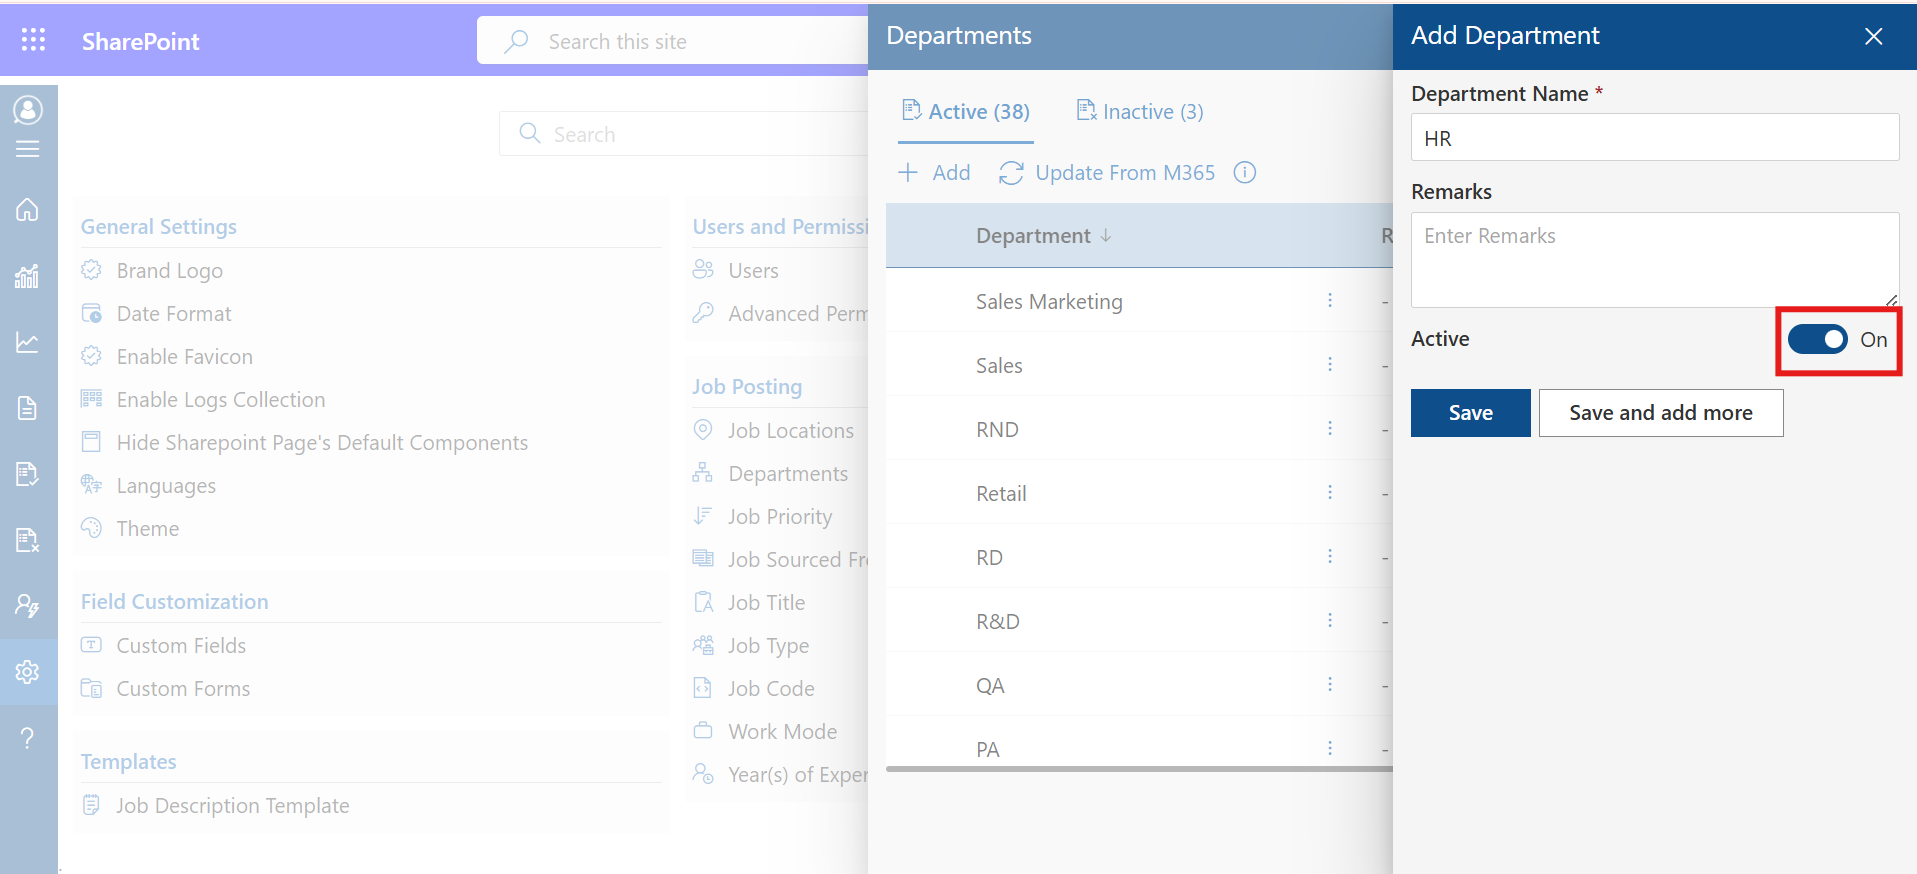 SharePoint
Search this site
Search
General Settings
Brand Logo
Date Format
Enable Favicon
Enable Logs Collection
Hide Sharepoint Page's Default Components
Languages
Theme
Field Customization
Custom Fields
Custom Forms
Templates
Job Description Template
Users and Permissi
Users
Advanced Perm
Job Posting
Job Locations
Departments
Job Priority
Job Sourced Fr
Job Title
Job Type
Job Code
Work Mode
Year(s) of Exper
Departments
Active (38) Inactive (3)
Add Update From M365
Department ↓ R
Sales Marketing -
Sales -
RND -
Retail -
RD -
R&D -
QA -
PA -
Add Department
Department Name *
HR
Remarks
Enter Remarks
Active On
Save Save and add more